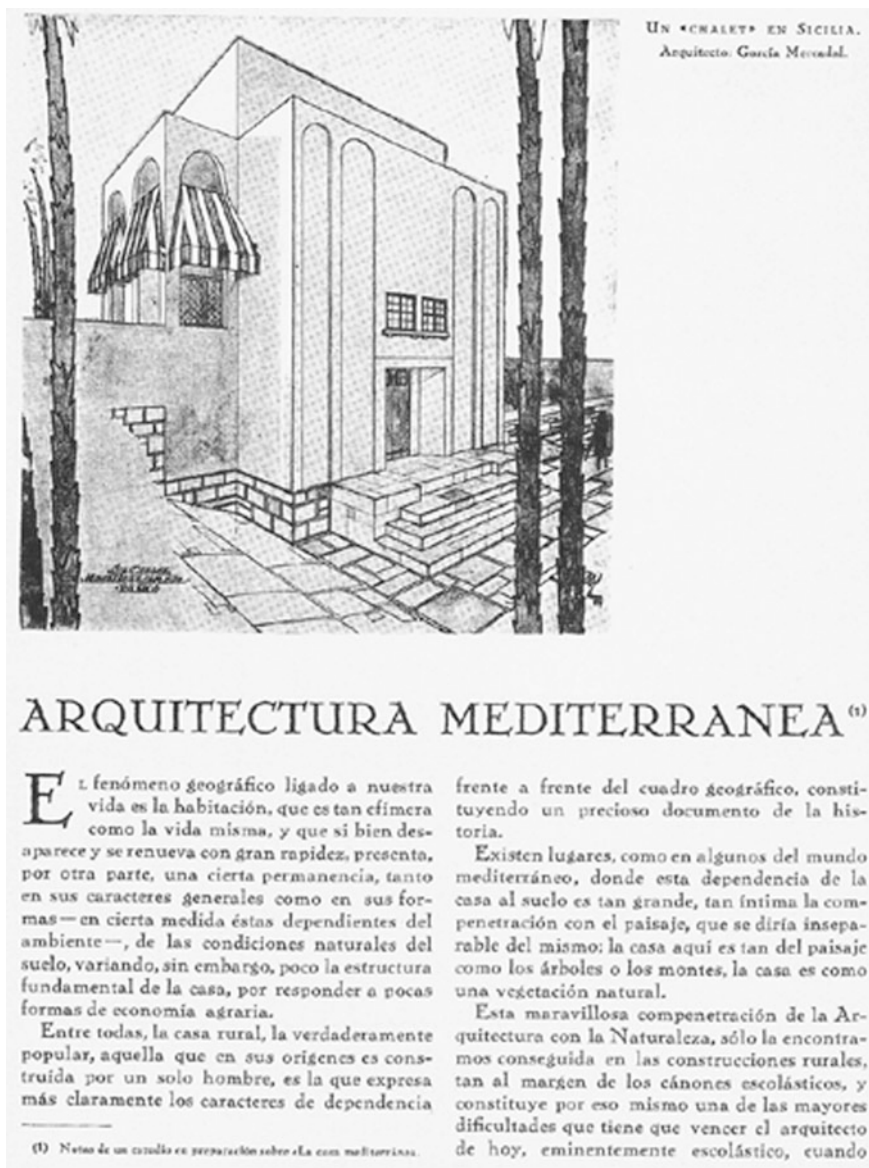 UN «CHALET» EN SICILIA.
Arquitecto: García Mercadal.
ARQUITECTURA MEDITERRANEA (1)
EL fenómeno geográfico ligado a nuestra
vida es la habitación, que es tan efímera
como la vida misma, y que si bien des-
aparece y se renueva con gran rapidez, presenta,
por otra parte, una cierta permanencia, tanto
en sus caracteres generales como en sus for-
mas—en cierta medida éstas dependientes del
ambiente—, de las condiciones naturales del
suelo, variando, sin embargo, poco la estructura
fundamental de la casa, por responder a pocas
formas de economía agraria.
Entre todas, la casa rural, la verdaderamente
popular, aquella que en sus orígenes es cons-
truída por un solo hombre, es la que expresa
más claramente los caracteres de dependencia
(1) Notas de un estudio en preparación sobre «La casa mediterránea».
frente a frente del cuadro geográfico, consti-
tuyendo un precioso documento de la his-
toria.
Existen lugares, como en algunos del mundo
mediterráneo, donde esta dependencia de la
casa al suelo es tan grande, tan íntima la com-
penetración con el paisaje, que se diría insepa-
rable del mismo; la casa aquí es tan del paisaje
como los árboles o los montes, la casa es como
una vegetación natural.
Esta maravillosa compenetración de la Ar-
quitectura con la Naturaleza, sólo la encontra-
mos conseguida en las construcciones rurales,
tan al margen de los cánones escolásticos, y
constituye por eso mismo una de las mayores
dificultades que tiene que vencer el arquitecto
de hoy, eminentemente escolástico, cuando